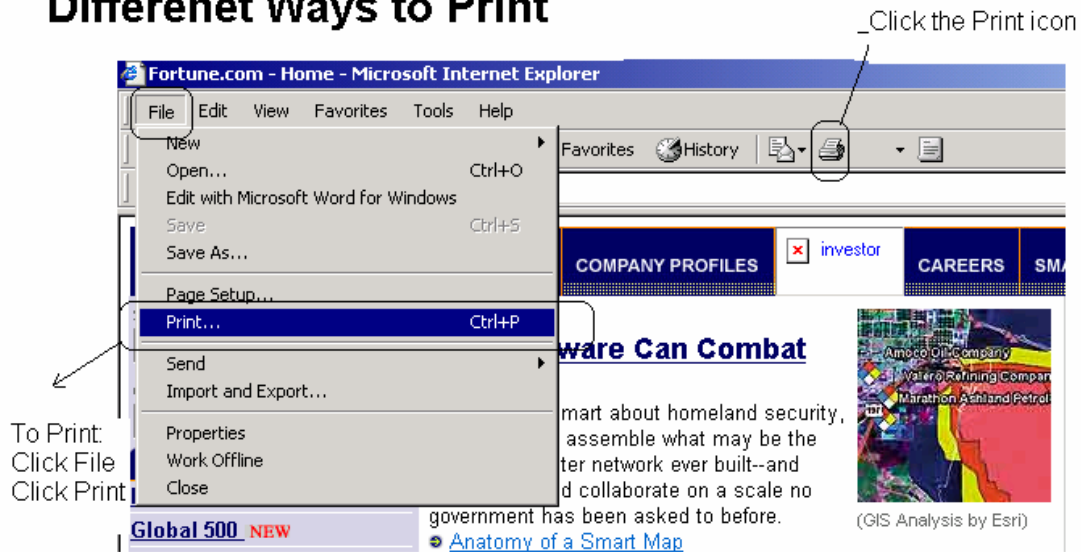 Differenet Ways to Print
_Click the Print icon
Fortune.com - Home - Microsoft Internet Explorer
File Edit View Favorites Tools Help
New
Open... Ctrl+O
Edit with Microsoft Word for Windows
Save Ctrl+S
Save As...
Page Setup...
Print... Ctrl+P
Send
Import and Export...
Properties
Work Offline
Close
Favorites History
COMPANY PROFILES investor CAREERS SMA
ware Can Combat
mart about homeland security,
assemble what may be the
ter network ever built--and
d collaborate on a scale no
government has been asked to before.
Anatomy of a Smart Map
Amoco Oil Company
Valero Refining Compan
Marathon Ashland Petrol
(GIS Analysis by Esri)
To Print:
Click File
Click Print
Global 500 NEW